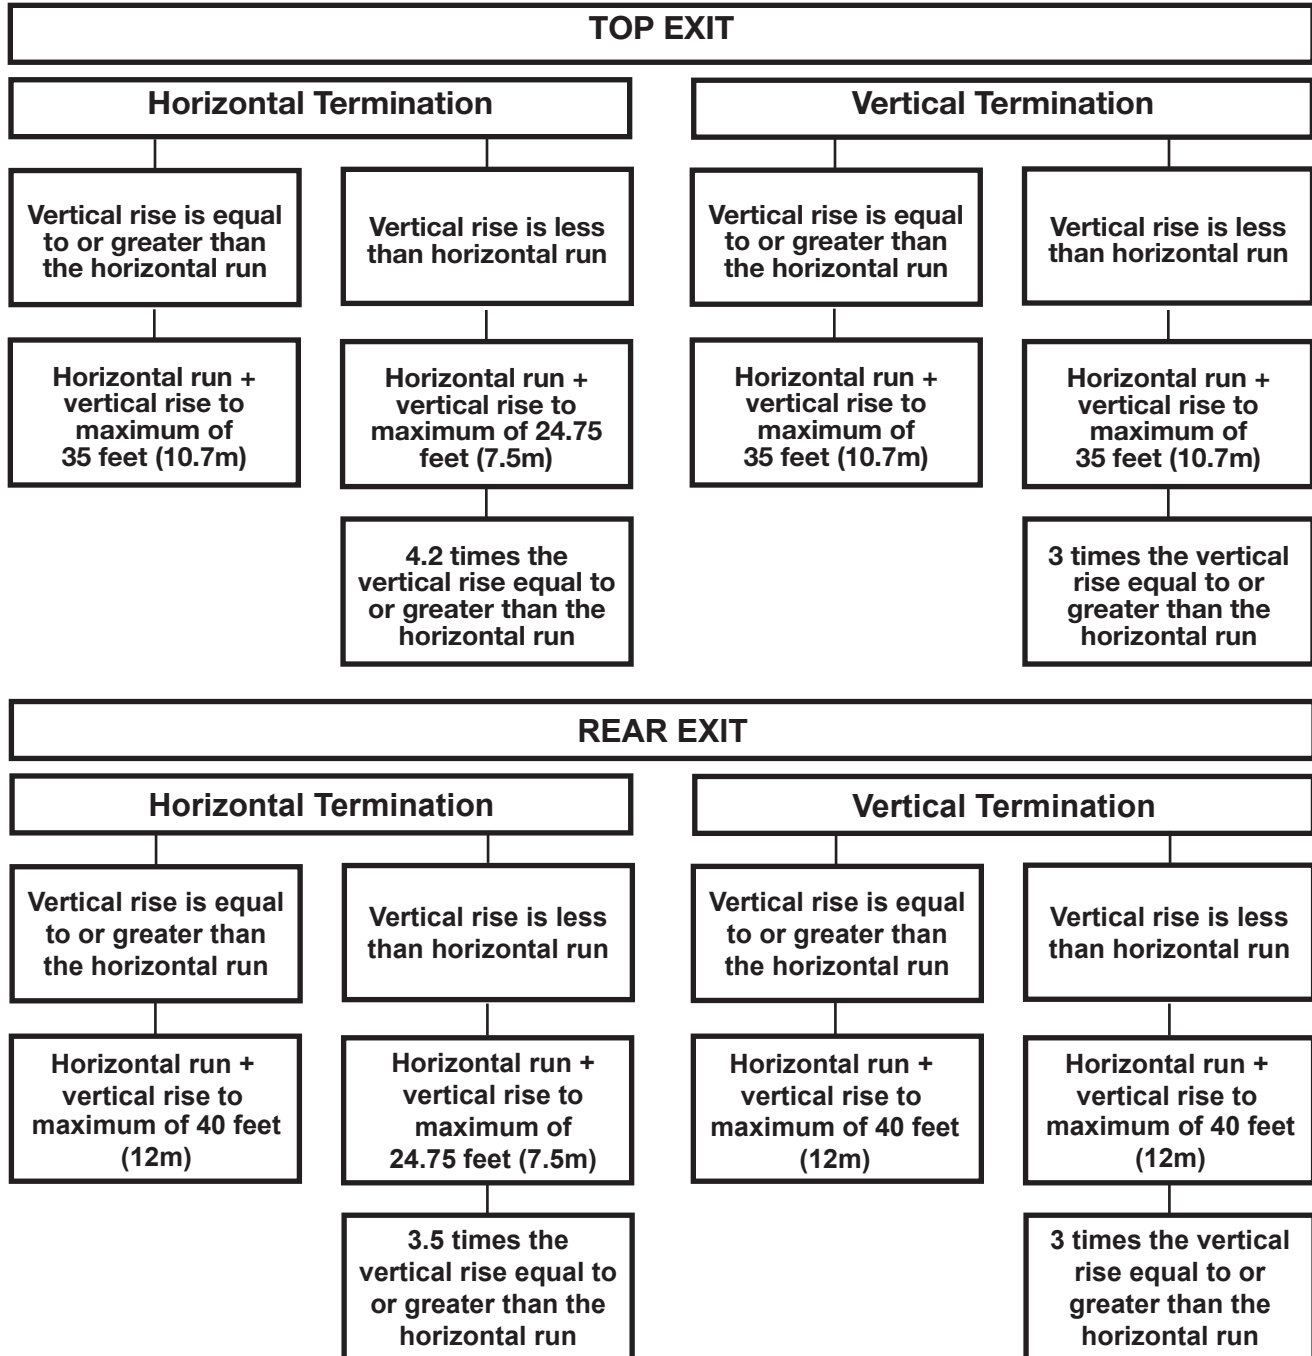 TOP EXIT
Horizontal Termination
Vertical rise is equal
to or greater than
the horizontal run
Horizontal run +
vertical rise to
maximum of
35 feet (10.7m)
Vertical rise is less
than horizontal run
Horizontal run +
vertical rise to
maximum of 24.75
feet (7.5m)
4.2 times the
vertical rise equal to
or greater than the
horizontal run
Vertical Termination
Vertical rise is equal
to or greater than
the horizontal run
Horizontal run +
vertical rise to
maximum of
35 feet (10.7m)
Vertical rise is less
than horizontal run
Horizontal run +
vertical rise to
maximum of
35 feet (10.7m)
3 times the vertical
rise equal to or
greater than the
horizontal run
REAR EXIT
Horizontal Termination
Vertical rise is equal
to or greater than
the horizontal run
Horizontal run +
vertical rise to
maximum of 40 feet
(12m)
Vertical rise is less
than horizontal run
Horizontal run +
vertical rise to
maximum of
24.75 feet (7.5m)
3.5 times the
vertical rise equal to
or greater than the
horizontal run
Vertical Termination
Vertical rise is equal
to or greater than
the horizontal run
Horizontal run +
vertical rise to
maximum of 40 feet
(12m)
Vertical rise is less
than horizontal run
Horizontal run +
vertical rise to
maximum of 40 feet
(12m)
3 times the vertical
rise equal to or
greater than the
horizontal run